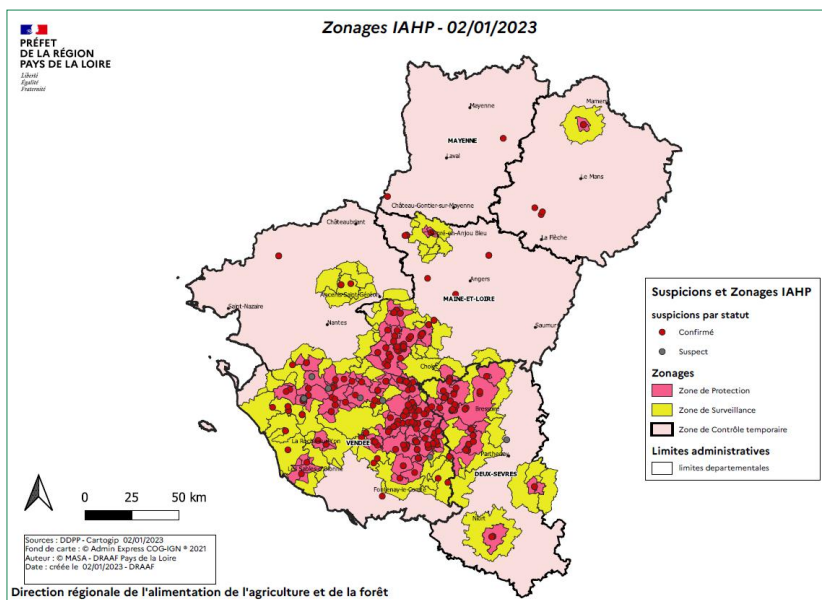 Zonages IAHP - 02/01/2023
PRÉFET
DE LA RÉGION
PAYS DE LA LOIRE
Liberté
Égalité
Fraternité
Mamers
Mayenne
MAYENNE
Laval
Le Mans
Château-Gontier-sur-Mayenne
Châteaubriant
La Flèche
Angers
MAINE-ET-LOIRE
Saint-Nazaire
Nantes
Saumur
Cholet
Bressuire
VENDÉE
Parthenay
DEUX-SEVRES
Fontenay-le-Comte
Niort
Suspicions et Zonages IAHP
suspicions par statut
Confirmé
Suspect
Zonages
Zone de Protection
Zone de Surveillance
Zone de Contrôle temporaire
Limites administratives
limites departementales
0 25 50 km
Sources : DDPP - Cartogip 02/01/2023
Fond de carte : © Admin Express COG-IGN ® 2021
Auteur : © MASA - DRAAF Pays de la Loire
Date : créée le 02/01/2023 - DRAAF
Direction régionale de l'alimentation de l'agriculture et de la forêt